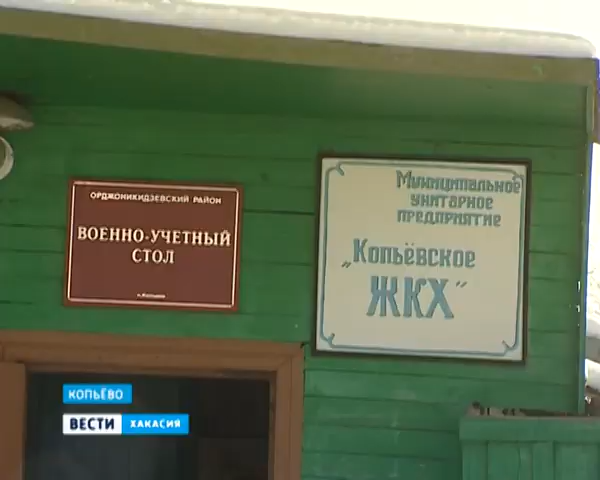 ОРДЖОНИКИДЗЕВСКИЙ РАЙОН
ВОЕННО-УЧЕТНЫЙ
СТОЛ
Муниципальное
унитарное
предприятие
„Копьёвское
ЖКХ"
КОПЬЁВО
ВЕСТИ ХАКАСИЯ